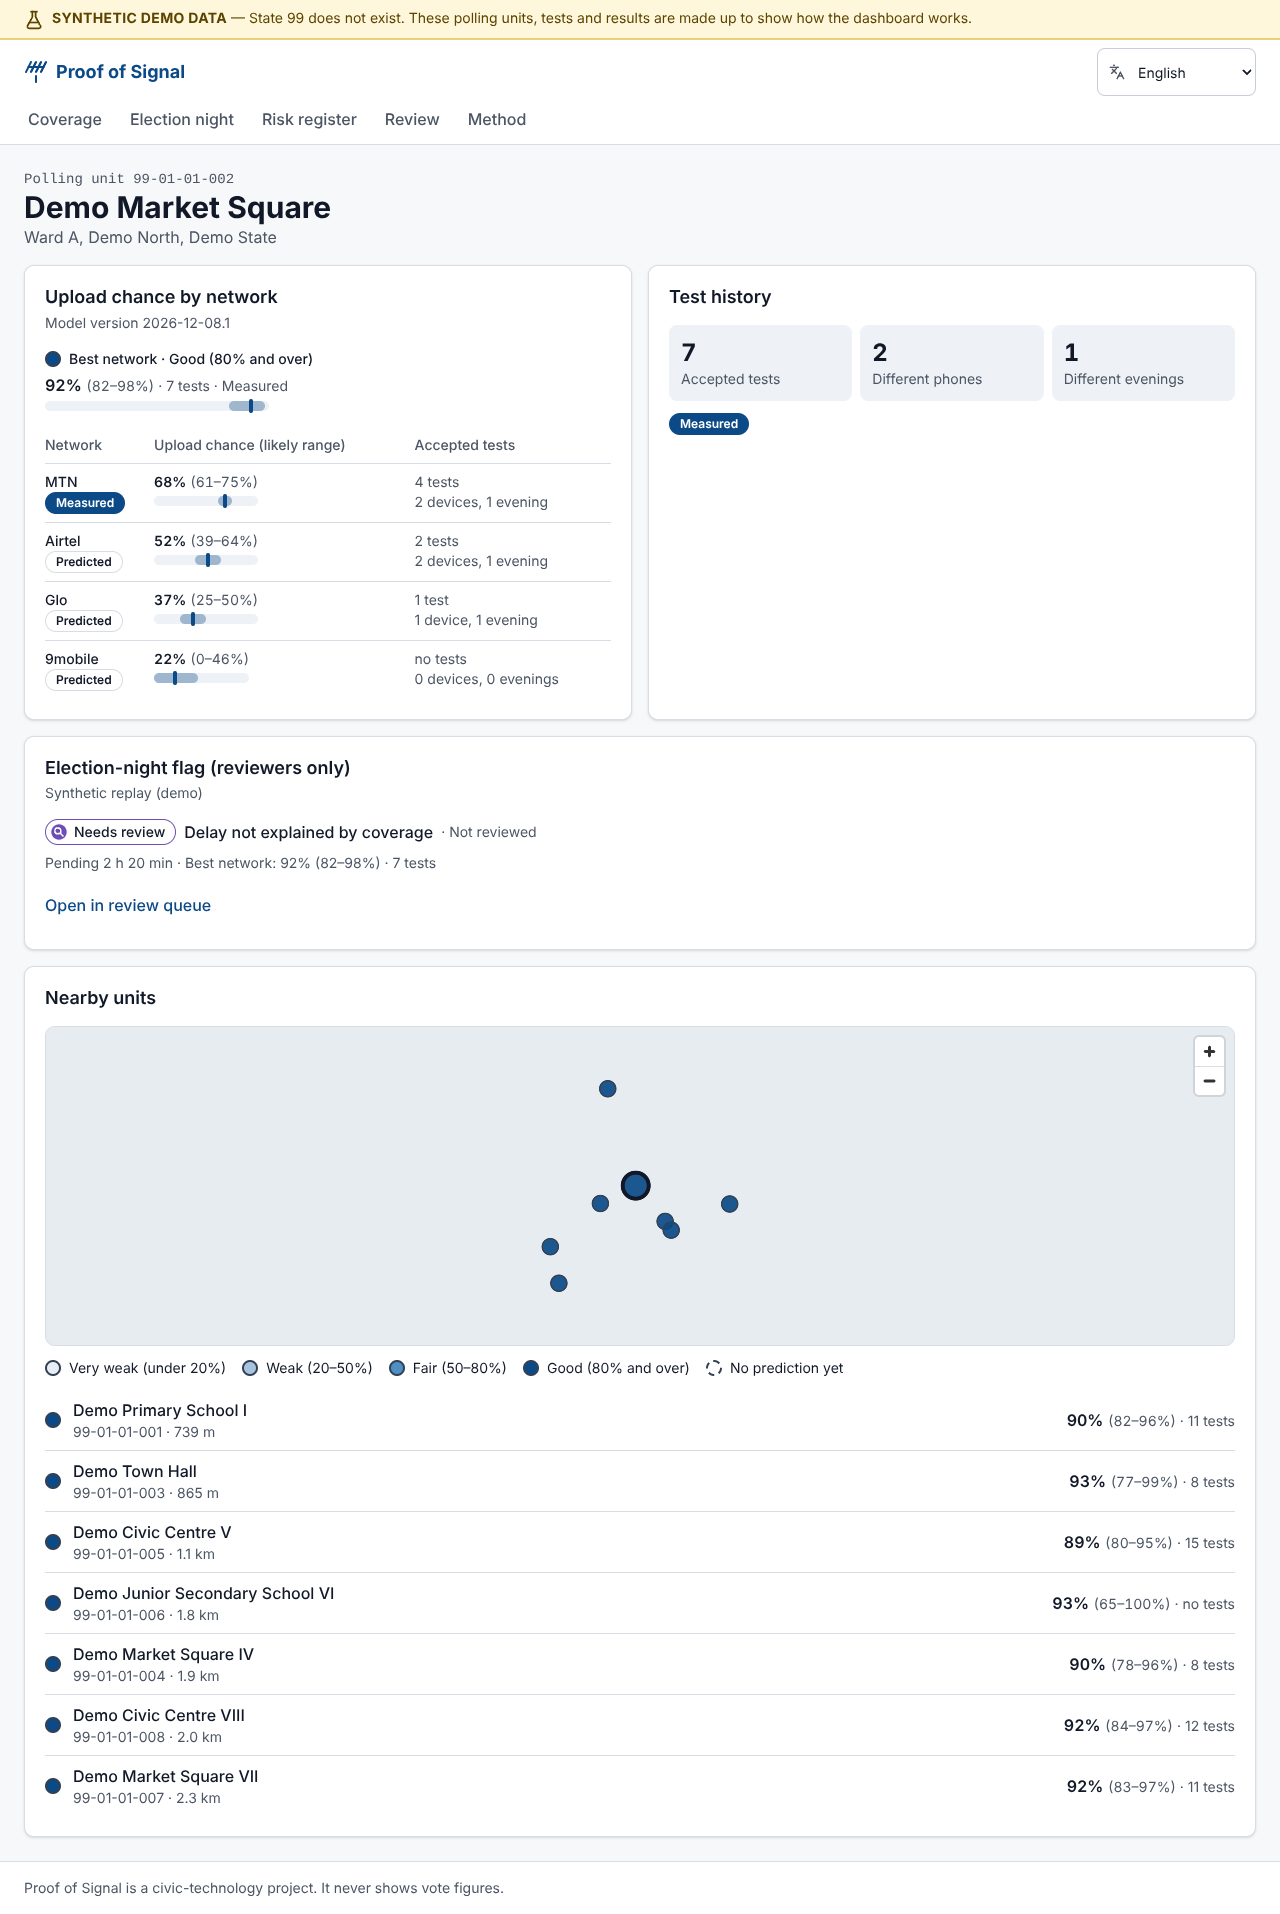 SYNTHETIC DEMO DATA — State 99 does not exist. These polling units, tests and results are made up to show how the dashboard works.
Proof of Signal
English
Coverage Election night Risk register Review Method
Polling unit 99-01-01-002
Demo Market Square
Ward A, Demo North, Demo State
Upload chance by network
Model version 2026-12-08.1
Best network · Good (80% and over)
92% (82–98%) · 7 tests · Measured
Network Upload chance (likely range) Accepted tests
MTN 68% (61–75%) 4 tests
Measured 2 devices, 1 evening
Airtel 52% (39–64%) 2 tests
Predicted 2 devices, 1 evening
Glo 37% (25–50%) 1 test
Predicted 1 device, 1 evening
9mobile 22% (0–46%) no tests
Predicted 0 devices, 0 evenings
Test history
7 2 1
Accepted tests Different phones Different evenings
Measured
Election-night flag (reviewers only)
Synthetic replay (demo)
Needs review Delay not explained by coverage · Not reviewed
Pending 2 h 20 min · Best network: 92% (82–98%) · 7 tests
Open in review queue
Nearby units
+
−
Very weak (under 20%) Weak (20–50%) Fair (50–80%) Good (80% and over) No prediction yet
Demo Primary School I
99-01-01-001 · 739 m
90% (82–96%) · 11 tests
Demo Town Hall
99-01-01-003 · 865 m
93% (77–99%) · 8 tests
Demo Civic Centre V
99-01-01-005 · 1.1 km
89% (80–95%) · 15 tests
Demo Junior Secondary School VI
99-01-01-006 · 1.8 km
93% (65–100%) · no tests
Demo Market Square IV
99-01-01-004 · 1.9 km
90% (78–96%) · 8 tests
Demo Civic Centre VIII
99-01-01-008 · 2.0 km
92% (84–97%) · 12 tests
Demo Market Square VII
99-01-01-007 · 2.3 km
92% (83–97%) · 11 tests
Proof of Signal is a civic-technology project. It never shows vote figures.